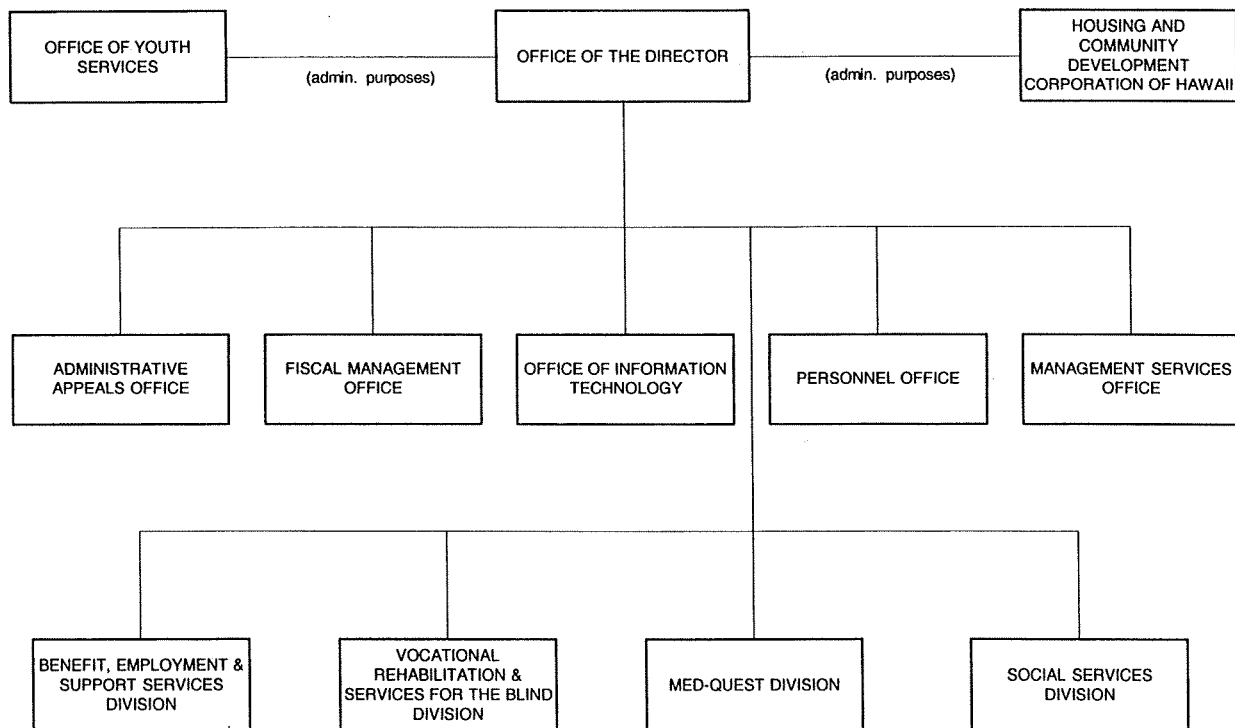 OFFICE OF YOUTH
SERVICES
(admin. purposes)
OFFICE OF THE DIRECTOR
(admin. purposes)
HOUSING AND
COMMUNITY
DEVELOPMENT
CORPORATION OF HAWAII
ADMINISTRATIVE
APPEALS OFFICE
FISCAL MANAGEMENT
OFFICE
OFFICE OF INFORMATION
TECHNOLOGY
PERSONNEL OFFICE
MANAGEMENT SERVICES
OFFICE
BENEFIT, EMPLOYMENT &
SUPPORT SERVICES
DIVISION
VOCATIONAL
REHABILITATION &
SERVICES FOR THE BLIND
DIVISION
MED-QUEST DIVISION
SOCIAL SERVICES
DIVISION